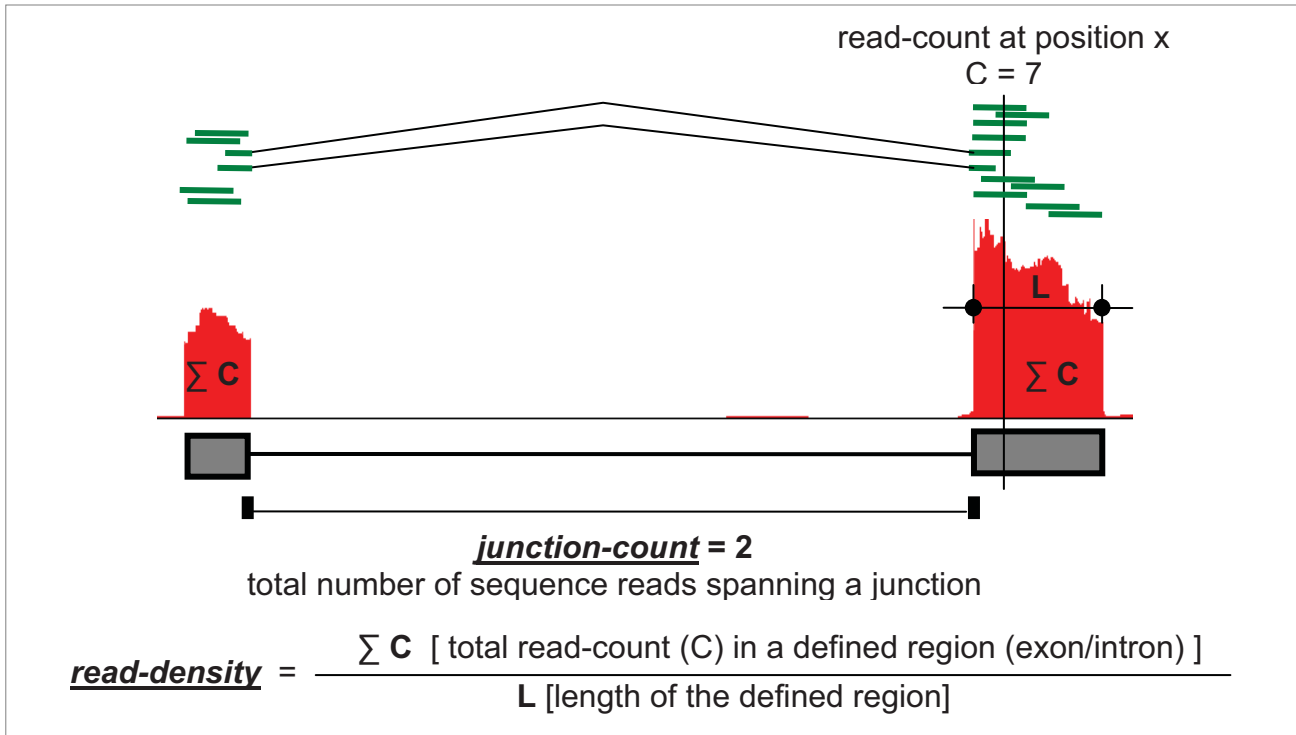 read-count at position x
C = 7
L
∑ C
∑ C
junction-count = 2
total number of sequence reads spanning a junction
read-density = ∑ C [ total read-count (C) in a defined region (exon/intron) ]
L [length of the defined region]